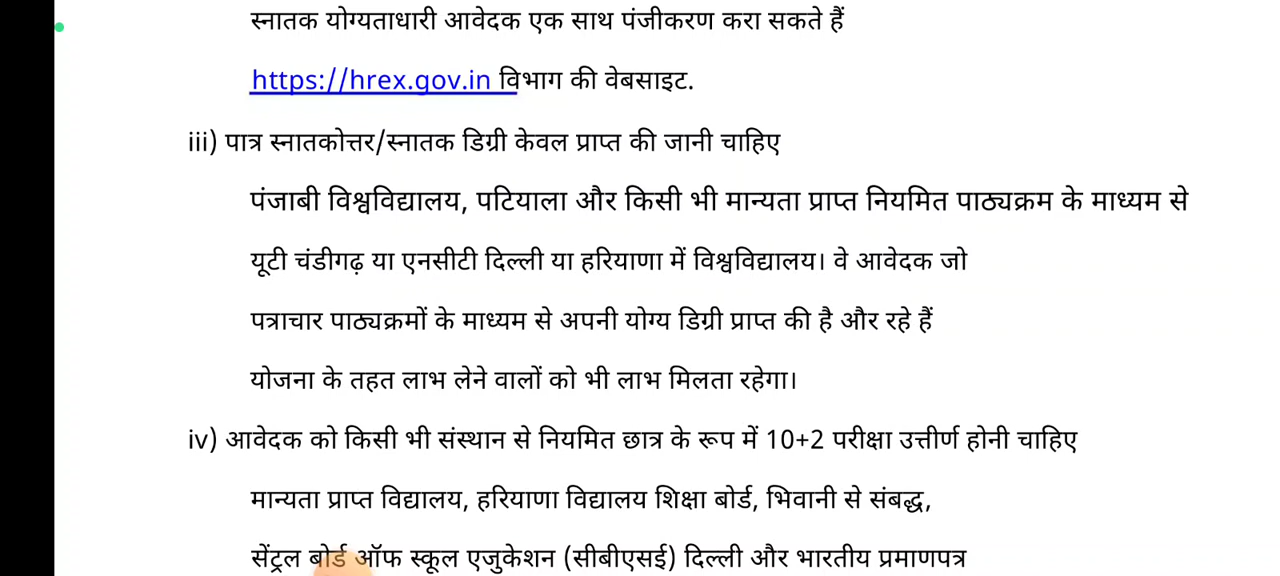 स्नातक योग्यताधारी आवेदक एक साथ पंजीकरण करा सकते हैं
https://hrex.gov.in विभाग की वेबसाइट.
iii) पात्र स्नातकोत्तर/स्नातक डिग्री केवल प्राप्त की जानी चाहिए
पंजाबी विश्वविद्यालय, पटियाला और किसी भी मान्यता प्राप्त नियमित पाठ्यक्रम के माध्यम से
यूटी चंडीगढ़ या एनसीटी दिल्ली या हरियाणा में विश्वविद्यालय। वे आवेदक जो
पत्राचार पाठ्यक्रमों के माध्यम से अपनी योग्य डिग्री प्राप्त की है और रहे हैं
योजना के तहत लाभ लेने वालों को भी लाभ मिलता रहेगा।
iv) आवेदक को किसी भी संस्थान से नियमित छात्र के रूप में 10+2 परीक्षा उत्तीर्ण होनी चाहिए
मान्यता प्राप्त विद्यालय, हरियाणा विद्यालय शिक्षा बोर्ड, भिवानी से संबद्ध,
सेंट्रल बोर्ड ऑफ स्कूल एजुकेशन (सीबीएसई) दिल्ली और भारतीय प्रमाणपत्र